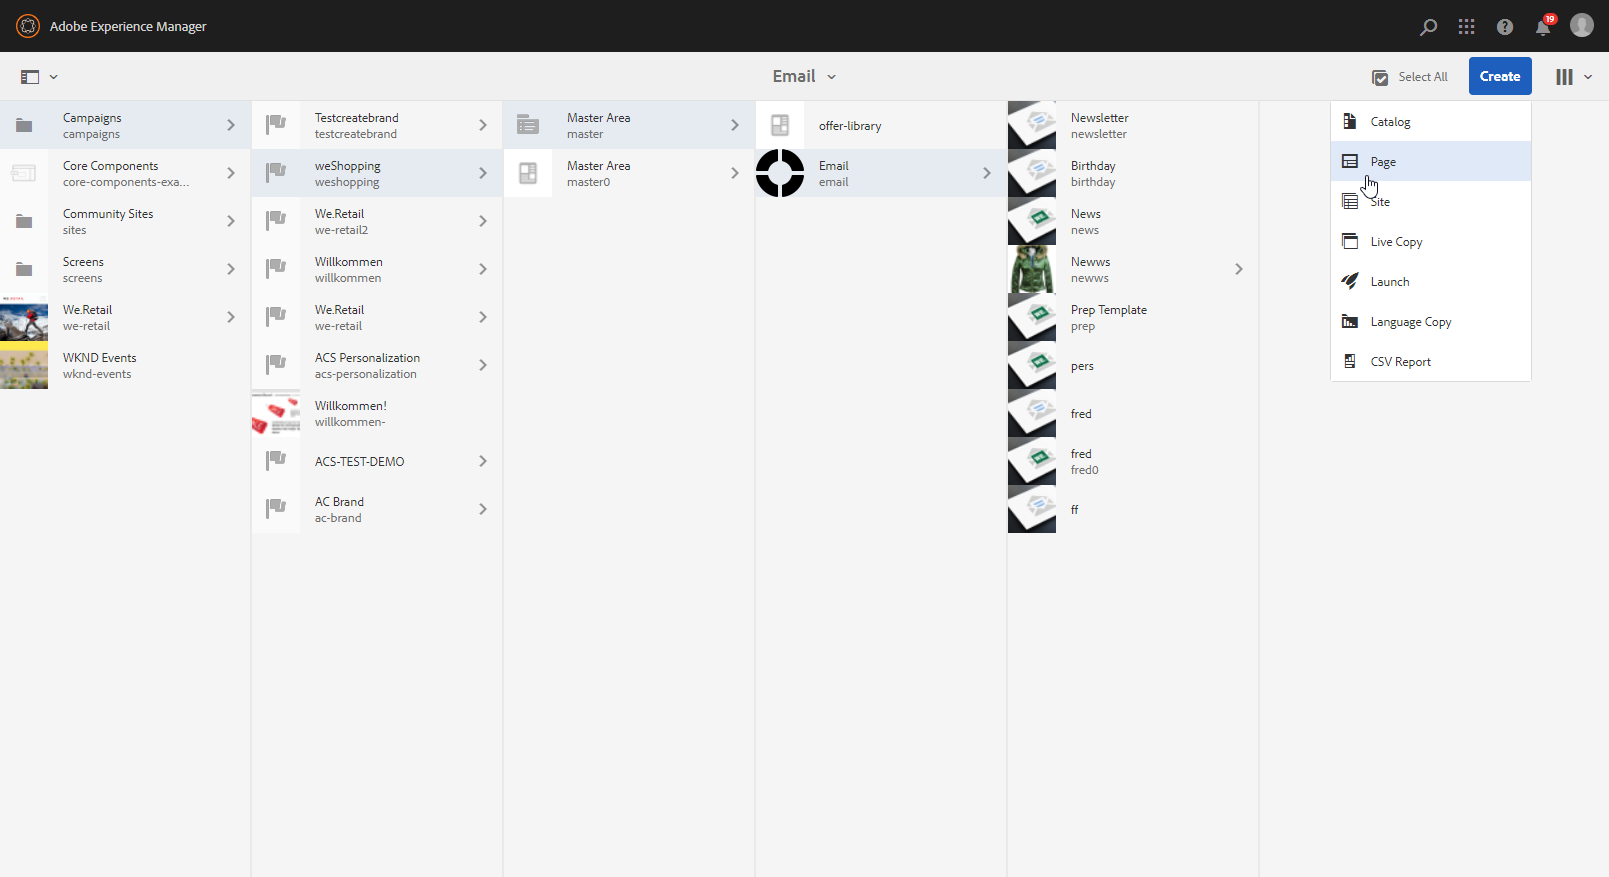 Adobe Experience Manager
19
Email
Select All
Create
Campaigns
campaigns
Core Components
core-components-exa...
Community Sites
sites
Screens
screens
We.Retail
we-retail
WKND Events
wknd-events
Testcreatebrand
testcreatebrand
weShopping
weshopping
We.Retail
we-retail2
Willkommen
willkommen
We.Retail
we-retail
ACS Personalization
acs-personalization
Willkommen!
willkommen-
ACS-TEST-DEMO
AC Brand
ac-brand
Master Area
master
Master Area
master0
offer-library
Email
email
Newsletter
newsletter
Birthday
birthday
News
news
Newws
newws
Prep Template
prep
pers
fred
fred
fred0
ff
Catalog
Page
Site
Live Copy
Launch
Language Copy
CSV Report